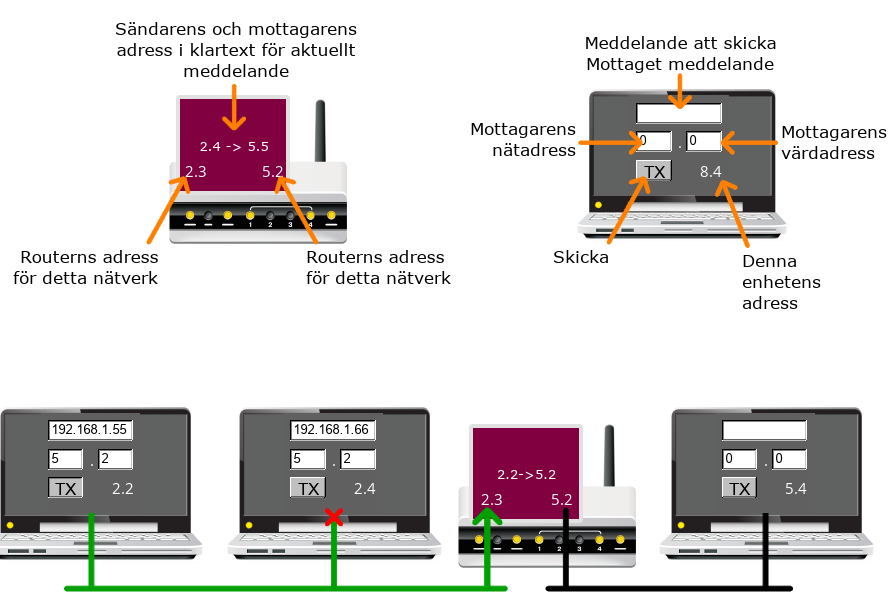 Sändarens och mottagarens
adress i klartext för aktuellt
meddelande
2.4 -> 5.5
2.3
5.2
1 2 3 4
Routerns adress
för detta nätverk
Routerns adress
för detta nätverk
Meddelande att skicka
Mottaget meddelande
Mottagarens
nätadress
0 . 0
Mottagarens
värdadress
TX
8.4
Skicka
Denna
enhetens
adress
192.168.1.55
5 . 2
TX
2.2
192.168.1.66
5 . 2
TX
2.4
2.2->5.2
2.3
5.2
1 2 3 4
0 . 0
TX
5.4